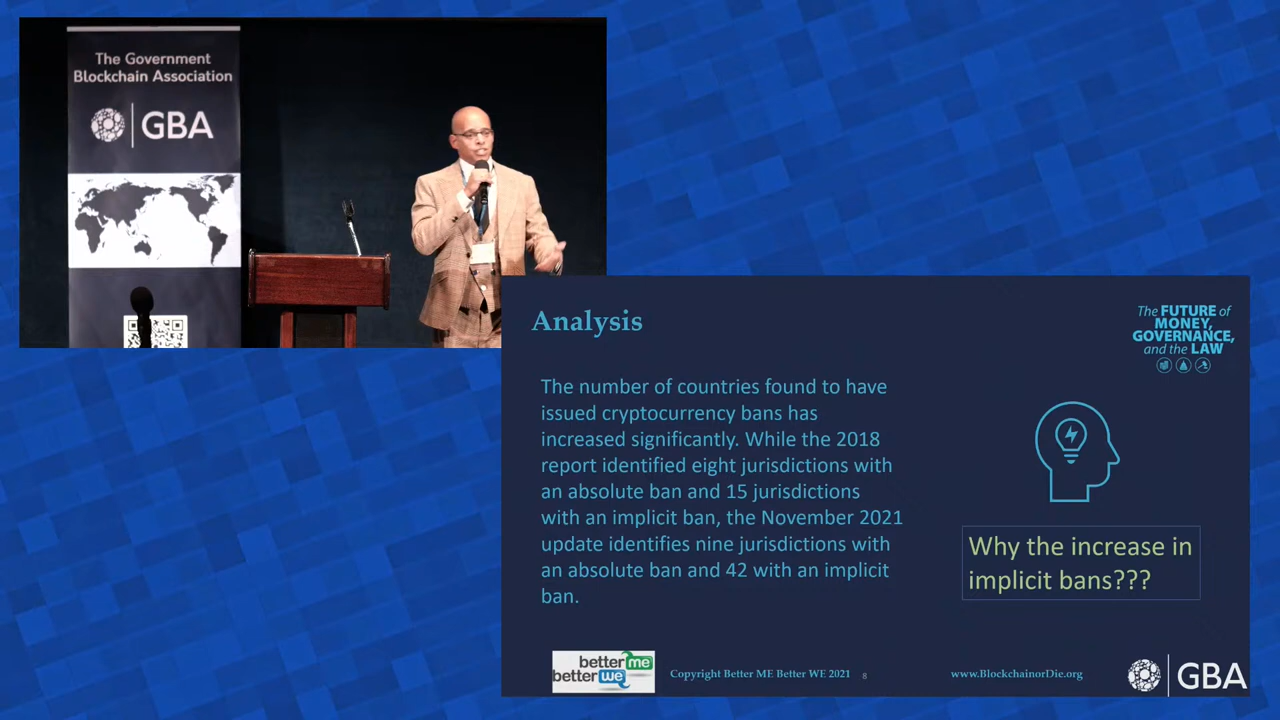 The Government
Blockchain Association
GBA
Analysis
The FUTURE of
MONEY,
GOVERNANCE,
and the LAW
The number of countries found to have
issued cryptocurrency bans has
increased significantly. While the 2018
report identified eight jurisdictions with
an absolute ban and 15 jurisdictions
with an implicit ban, the November 2021
update identifies nine jurisdictions with
an absolute ban and 42 with an implicit
ban.
Why the increase in
implicit bans???
better me
better we
Copyright Better ME Better WE 2021
8
www.BlockchainorDie.org
GBA